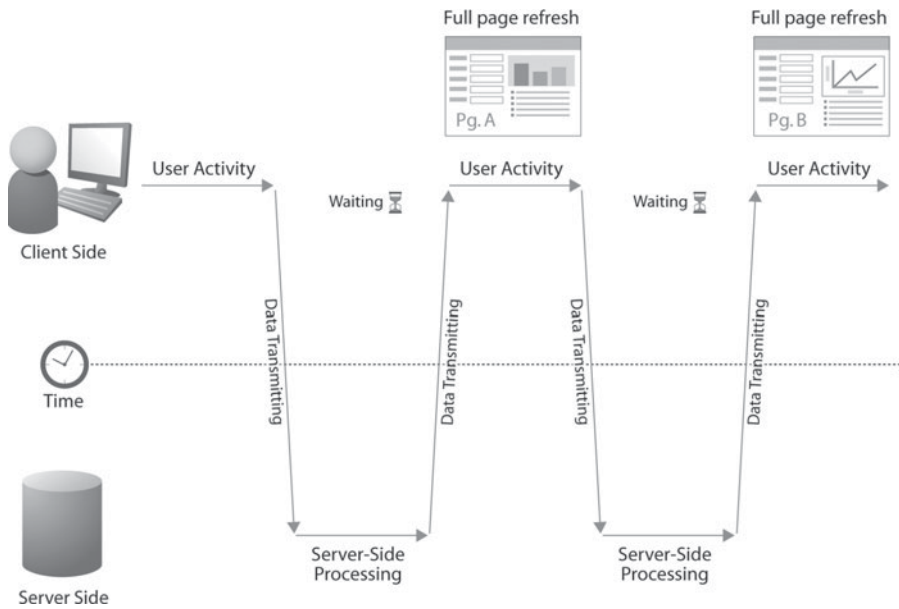 Full page refresh
Full page refresh
Pg. A
Pg. B
User Activity
User Activity
User Activity
Waiting
Waiting
Client Side
Data Transmitting
Data Transmitting
Data Transmitting
Data Transmitting
Time
Server-Side
Processing
Server-Side
Processing
Server Side